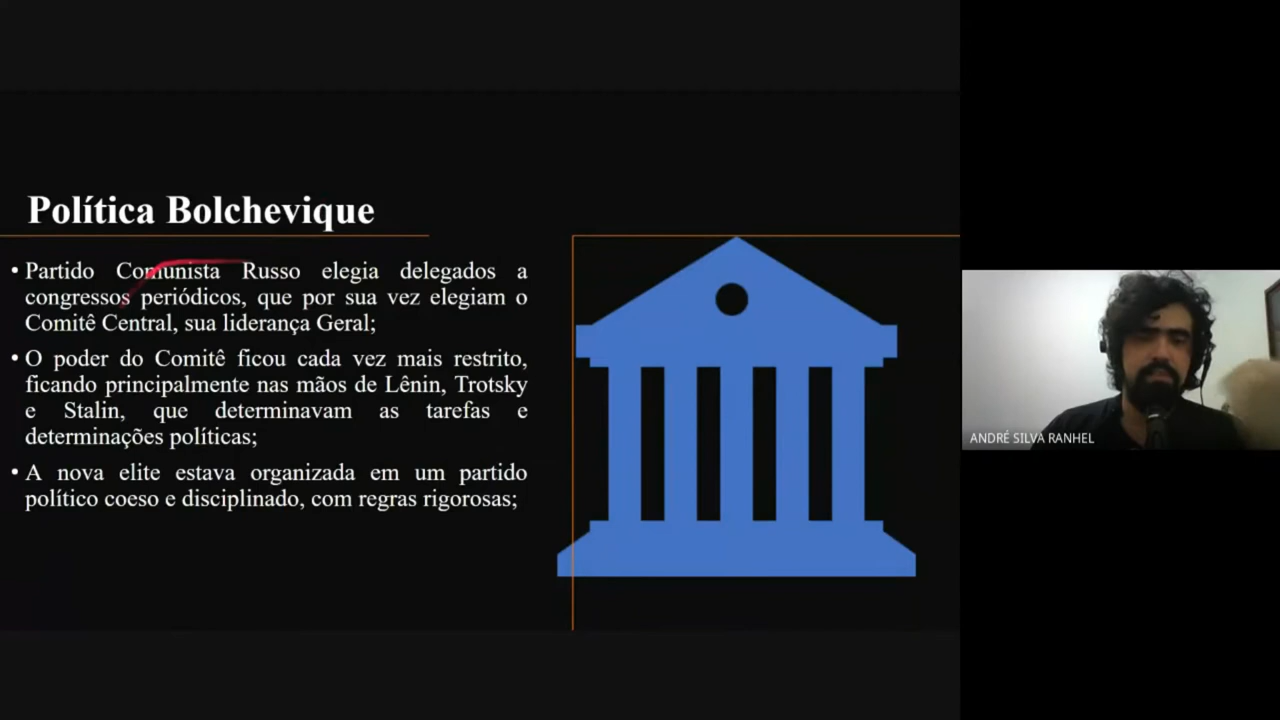 Política Bolchevique
• Partido Comunista Russo elegia delegados a
congressos periódicos, que por sua vez elegiam o
Comitê Central, sua liderança Geral;
• O poder do Comitê ficou cada vez mais restrito,
ficando principalmente nas mãos de Lênin, Trotsky
e Stalin, que determinavam as tarefas e
determinações políticas;
• A nova elite estava organizada em um partido
político coeso e disciplinado, com regras rigorosas;
ANDRÉ SILVA RANHEL